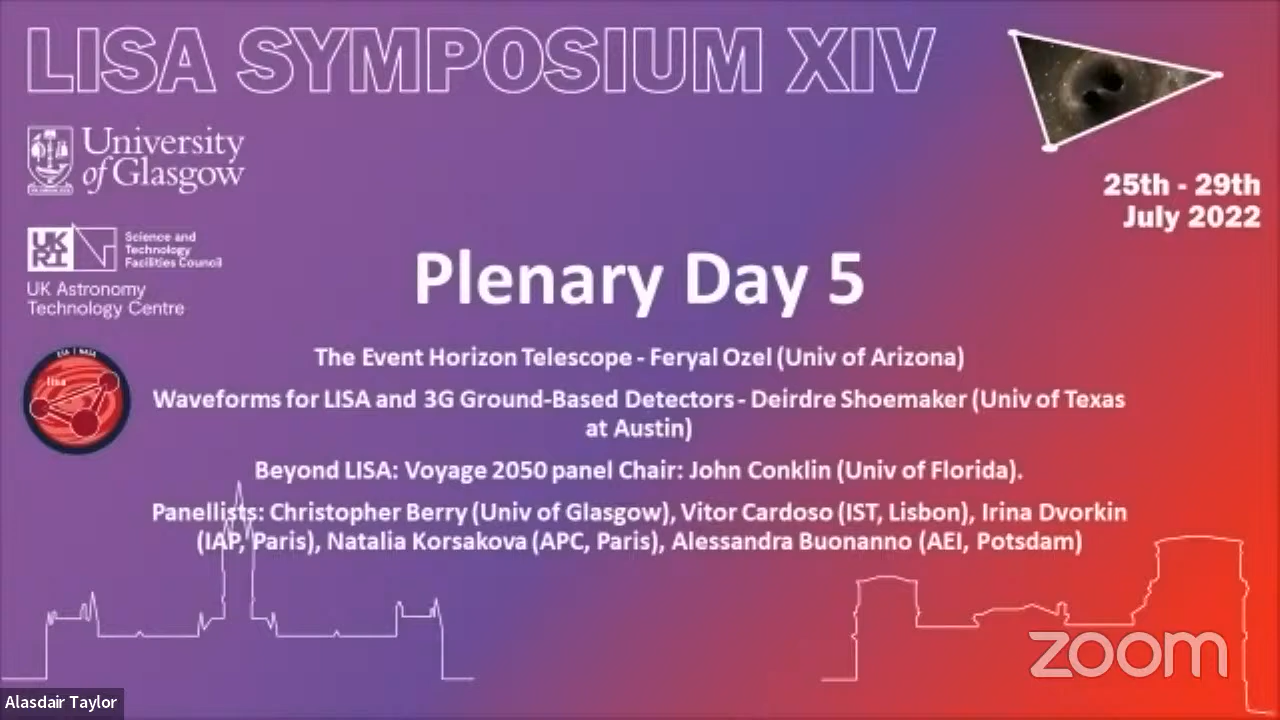 LISA SYMPOSIUM XIV
University
of Glasgow
25th - 29th
July 2022
UK
RI
Science and
Technology
Facilities Council
UK Astronomy
Technology Centre
Plenary Day 5
lisa
The Event Horizon Telescope - Feryal Ozel (Univ of Arizona)
Waveforms for LISA and 3G Ground-Based Detectors - Deirdre Shoemaker (Univ of Texas
at Austin)
Beyond LISA: Voyage 2050 panel Chair: John Conklin (Univ of Florida).
Panellists: Christopher Berry (Univ of Glasgow), Vitor Cardoso (IST, Lisbon), Irina Dvorkin
(IAP, Paris), Natalia Korsakova (APC, Paris), Alessandra Buonanno (AEI, Potsdam)
zoom
Alasdair Taylor